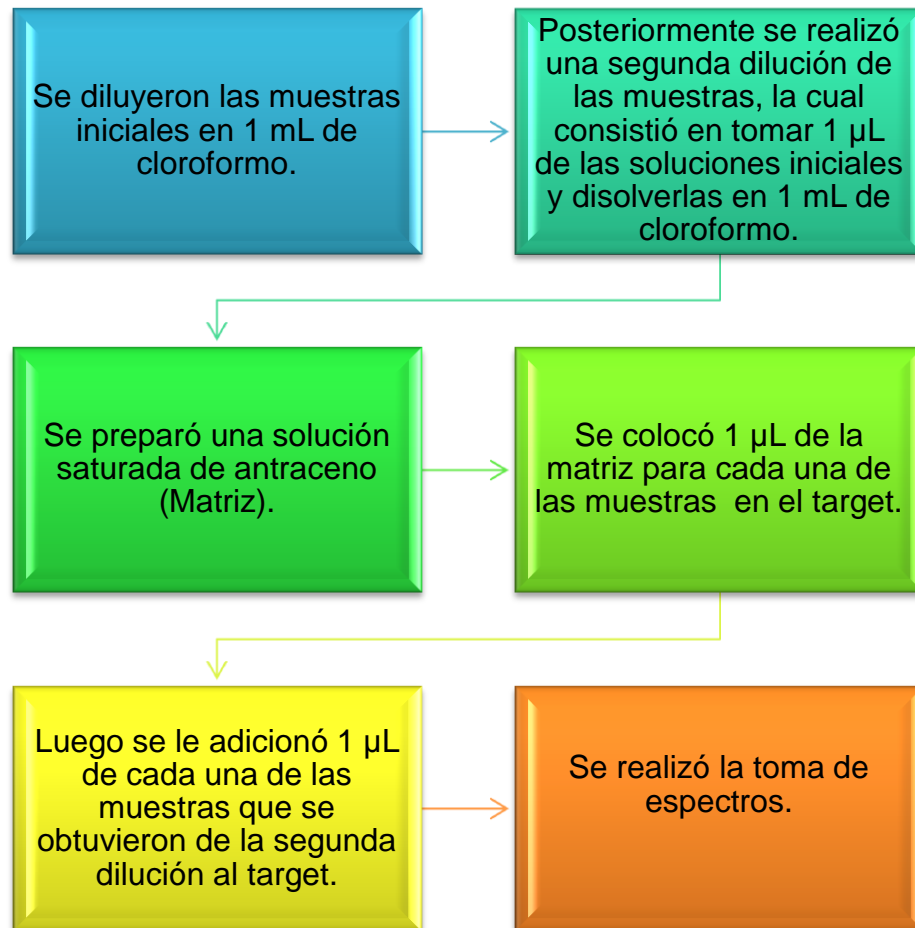 Se diluyeron las muestras
iniciales en 1 mL de
cloroformo.
Posteriormente se realizó
una segunda dilución de
las muestras, la cual
consistió en tomar 1 µL
de las soluciones iniciales
y disolverlas en 1 mL de
cloroformo.
Se preparó una solución
saturada de antraceno
(Matriz).
Se colocó 1 µL de la
matriz para cada una de
las muestras en el target.
Luego se le adicionó 1 µL
de cada una de las
muestras que se
obtuvieron de la segunda
dilución al target.
Se realizó la toma de
espectros.